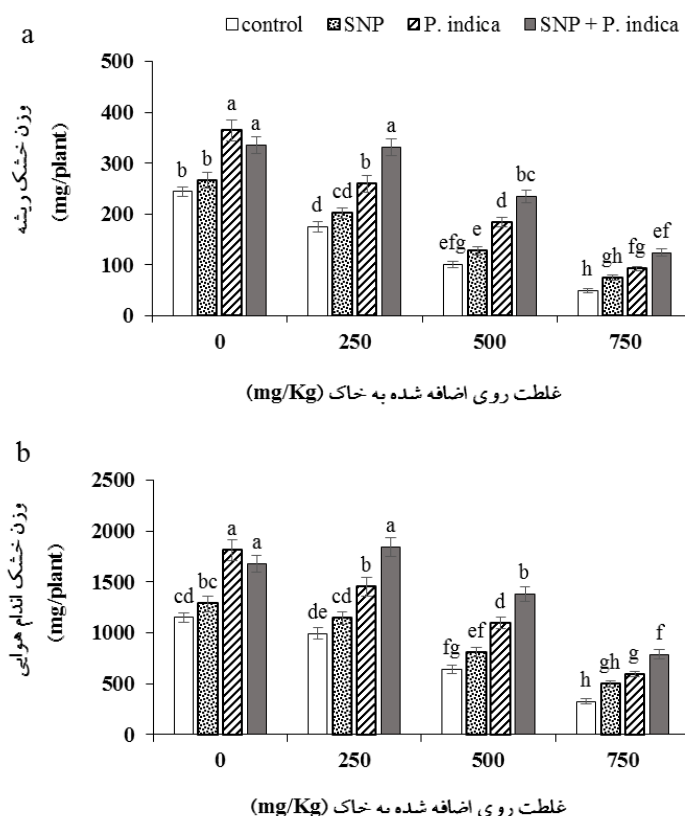 a
control SNP P. indica SNP + P. indica
وزن خشک ریشه
(mg/plant)
500
400
300
200
100
0
b b a a
d cd b a
efg e d bc
h gh fg ef
0 250 500 750
غلطت روی اضافه شده به خاک (mg/Kg)
b
وزن خشک اندام هوایی
(mg/plant)
2500
2000
1500
1000
500
0
cd bc a a
de cd b a
fg ef d b
h gh g f
0 250 500 750
غلطت روی اضافه شده به خاک (mg/Kg)